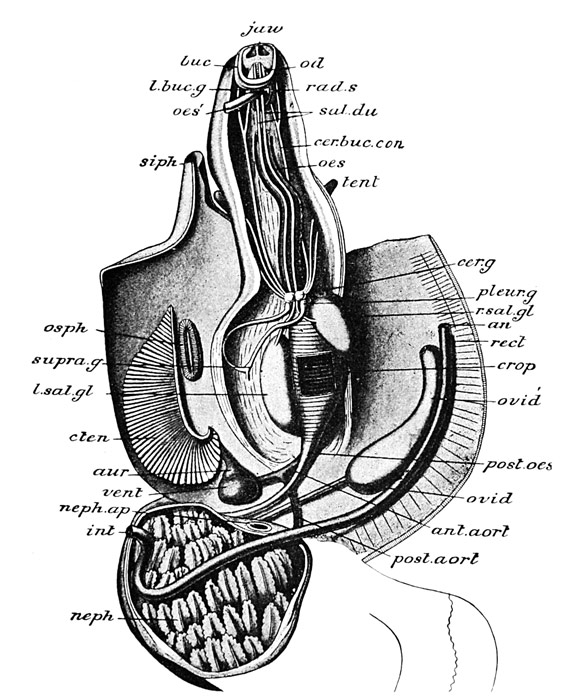 jaw
buc
od
l.buc.g
rad.s
oes'
sal.du
cer.buc.con
siph
oes
tent
cer.g
pleur.g
r.sal.gl
osph
an
rect
supra.g
crop
l.sal.gl
ovid'
cten
aur
post.oes
vent
ovid
neph.ap
ant.aort
int
post.aort
neph